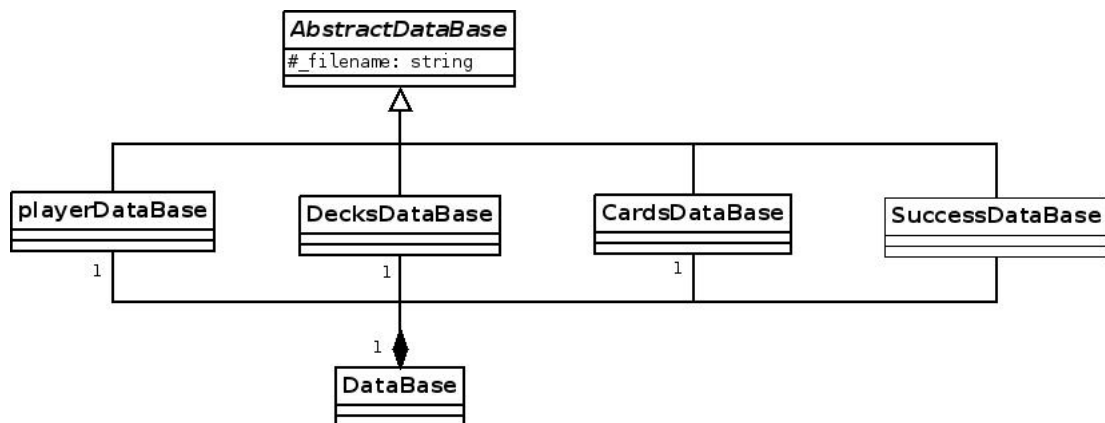 AbstractDataBase
#_filename: string
playerDataBase
DecksDataBase
CardsDataBase
SuccessDataBase
1
1
1
1
DataBase